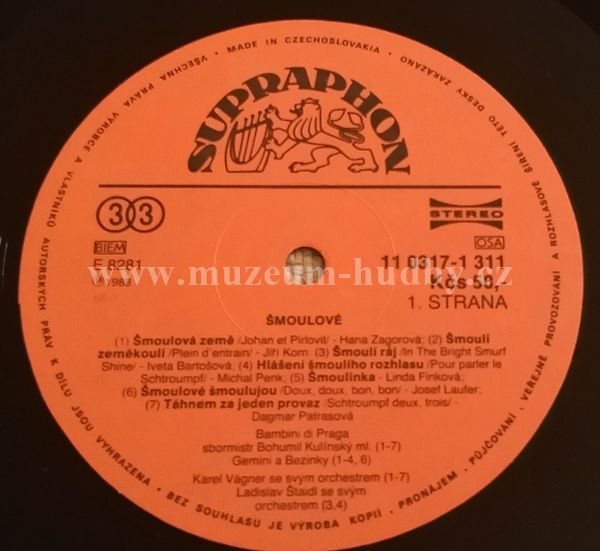 VŠECHNA PRÁVA VÝROBCE A VLASTNÍKŮ AUTORSKÝCH PRÁV K DÍLU JSOU VYHRAZENA • BEZ SOUHLASU JE VÝROBA KOPIÍ, PRONÁJEM, PŮJČOVÁNÍ, VEŘEJNÉ PROVOZOVÁNÍ A ROZHLASOVÉ ŠÍŘENÍ TÉTO DESKY ZAKÁZÁNO • MADE IN CZECHOSLOVAKIA •
SUPRAPHON
33
STEREO
BIEM
OSA
F 8281
11 0317-1 311
Kčs 59,-
1. STRANA
www.muzeum-hudby.cz
ŠMOULOVÉ
(1) Šmoulová země /Johan et Pirlovit/ - Hana Zagorová; (2) Šmoulí
zeměkoulí /Plein d'entrain/ - Jiří Korn. (3) Šmoulí ráj /In The Bright Smurf
Shine/ - Iveta Bartošová; (4) Hlášení šmoulího rozhlasu /Pour parler le
Schtroumpf/ - Michal Penk; (5) Šmoulinka - Linda Finková;
(6) Šmoulové šmoulujou /Doux, doux, bon, bon/ - Josef Laufer;
(7) Táhnem za jeden provaz /Schtroumpf deux, trois/ -
Dagmar Patrasová
Bambini di Praga
sbormistr Bohumil Kulínský ml. (1-7)
Gemini a Bezinky (1-4, 6)
Karel Vágner se svým orchestrem (1-7)
Ladislav Štaidl se svým
orchestrem (3,4)